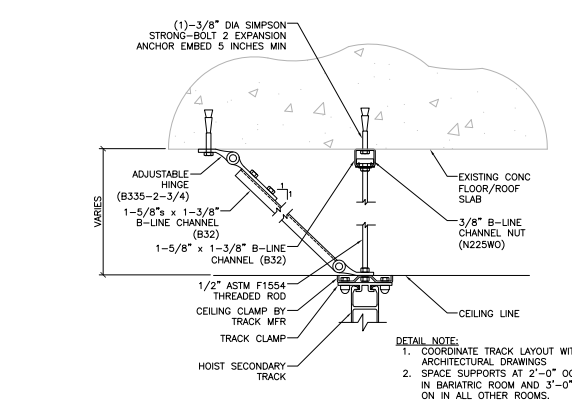 (1)-3/8" DIA SIMPSON
STRONG-BOLT 2 EXPANSION
ANCHOR EMBED 5 INCHES MIN
VARIES
ADJUSTABLE
HINGE
(B335-2-3/4)
1-5/8"s x 1-3/8"
B-LINE CHANNEL
(B32)
1-5/8" x 1-3/8" B-LINE
CHANNEL (B32)
1
1
1/2" ASTM F1554
THREADED ROD
CEILING CLAMP BY
TRACK MFR
TRACK CLAMP
HOIST SECONDARY
TRACK
EXISTING CONC
FLOOR/ROOF
SLAB
3/8" B-LINE
CHANNEL NUT
(N225WO)
CEILING LINE
DETAIL NOTE:
1. COORDINATE TRACK LAYOUT WIT
ARCHITECTURAL DRAWINGS
2. SPACE SUPPORTS AT 2'-0" OC
IN BARIATRIC ROOM AND 3'-0"
ON IN ALL OTHER ROOMS.